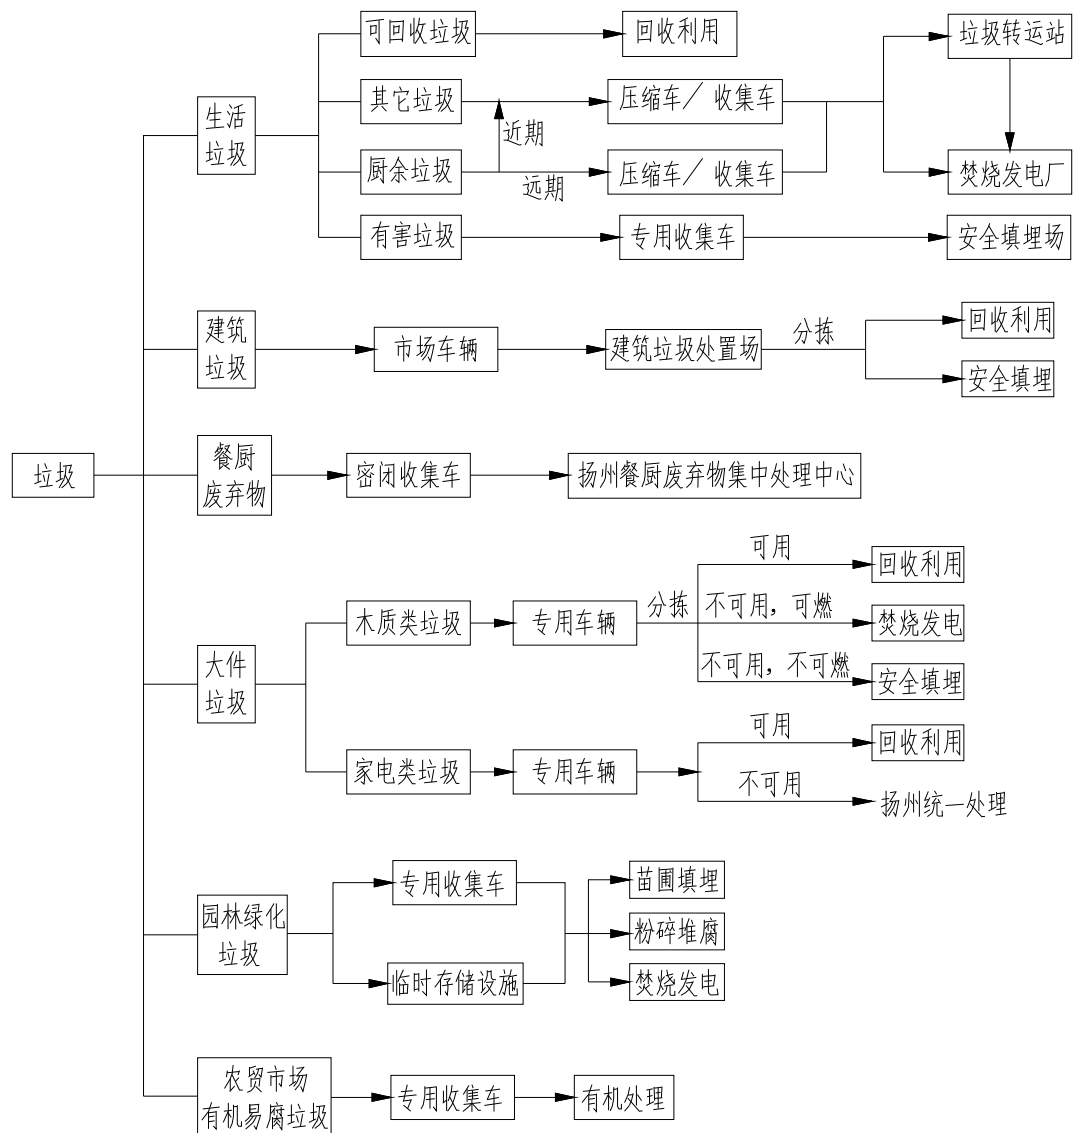 可回收垃圾
回收利用
垃圾转运站
其它垃圾
压缩车／收集车
生活
垃圾
近期
厨余垃圾
远期
压缩车／收集车
焚烧发电厂
有害垃圾
专用收集车
安全填埋场
建筑
垃圾
市场车辆
建筑垃圾处置场
分拣
回收利用
安全填埋
垃圾
餐厨
废弃物
密闭收集车
扬州餐厨废弃物集中处理中心
大件
垃圾
木质类垃圾
专用车辆
分拣
可用
回收利用
不可用，可燃
焚烧发电
不可用，不可燃
安全填埋
家电类垃圾
专用车辆
可用
回收利用
不可用
扬州统一处理
园林绿化
垃圾
专用收集车
临时存储设施
苗圃填埋
粉碎堆腐
焚烧发电
农贸市场
有机易腐垃圾
专用收集车
有机处理